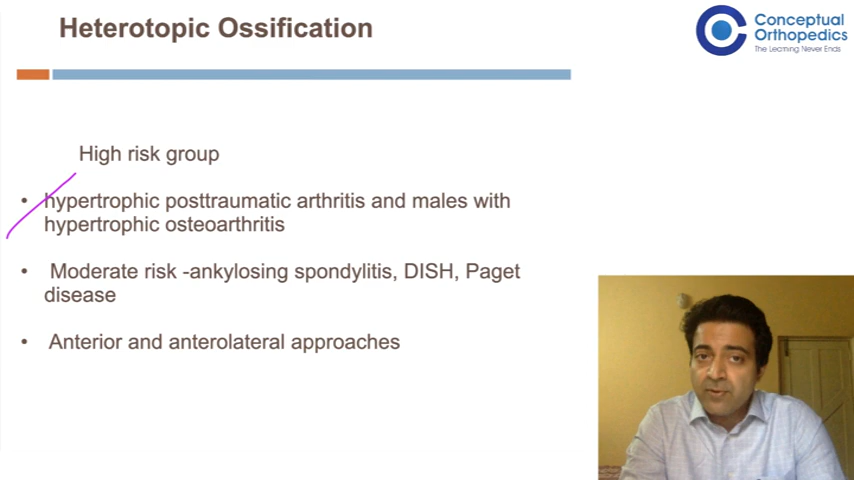 Heterotopic Ossification
Conceptual
Orthopedics
The Learning Never Ends
High risk group
• hypertrophic posttraumatic arthritis and males with
hypertrophic osteoarthritis
• Moderate risk -ankylosing spondylitis, DISH, Paget
disease
• Anterior and anterolateral approaches